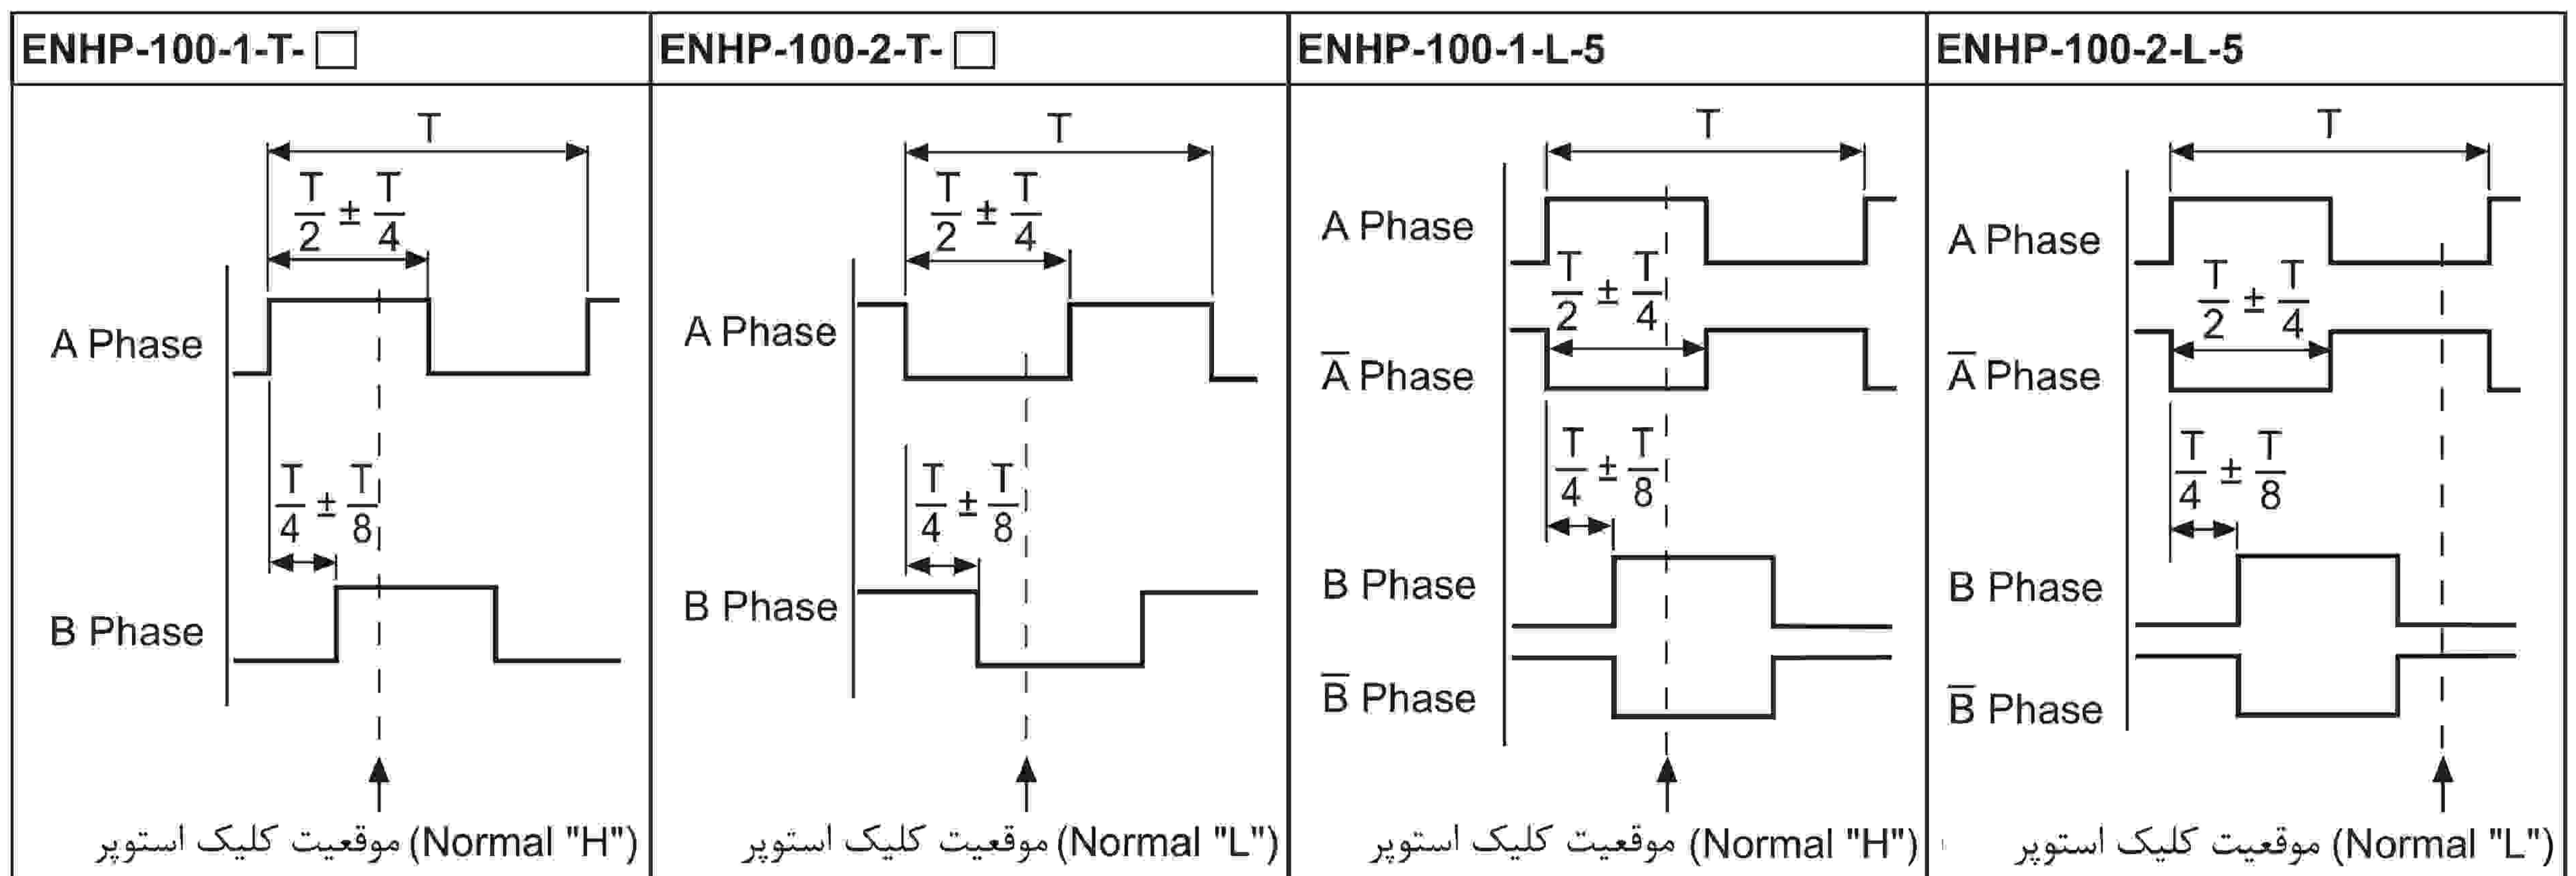 ENHP-100-1-T-□
T
T/2 ± T/4
A Phase
T/4 ± T/8
B Phase
موقعیت کلیک استوپر (Normal "H")
ENHP-100-2-T-□
T
T/2 ± T/4
A Phase
T/4 ± T/8
B Phase
موقعیت کلیک استوپر (Normal "L")
ENHP-100-1-L-5
T
A Phase
T/2 ± T/4
A̅ Phase
T/4 ± T/8
B Phase
B̅ Phase
موقعیت کلیک استوپر (Normal "H")
ENHP-100-2-L-5
T
A Phase
T/2 ± T/4
A̅ Phase
T/4 ± T/8
B Phase
B̅ Phase
موقعیت کلیک استوپر (Normal "L")